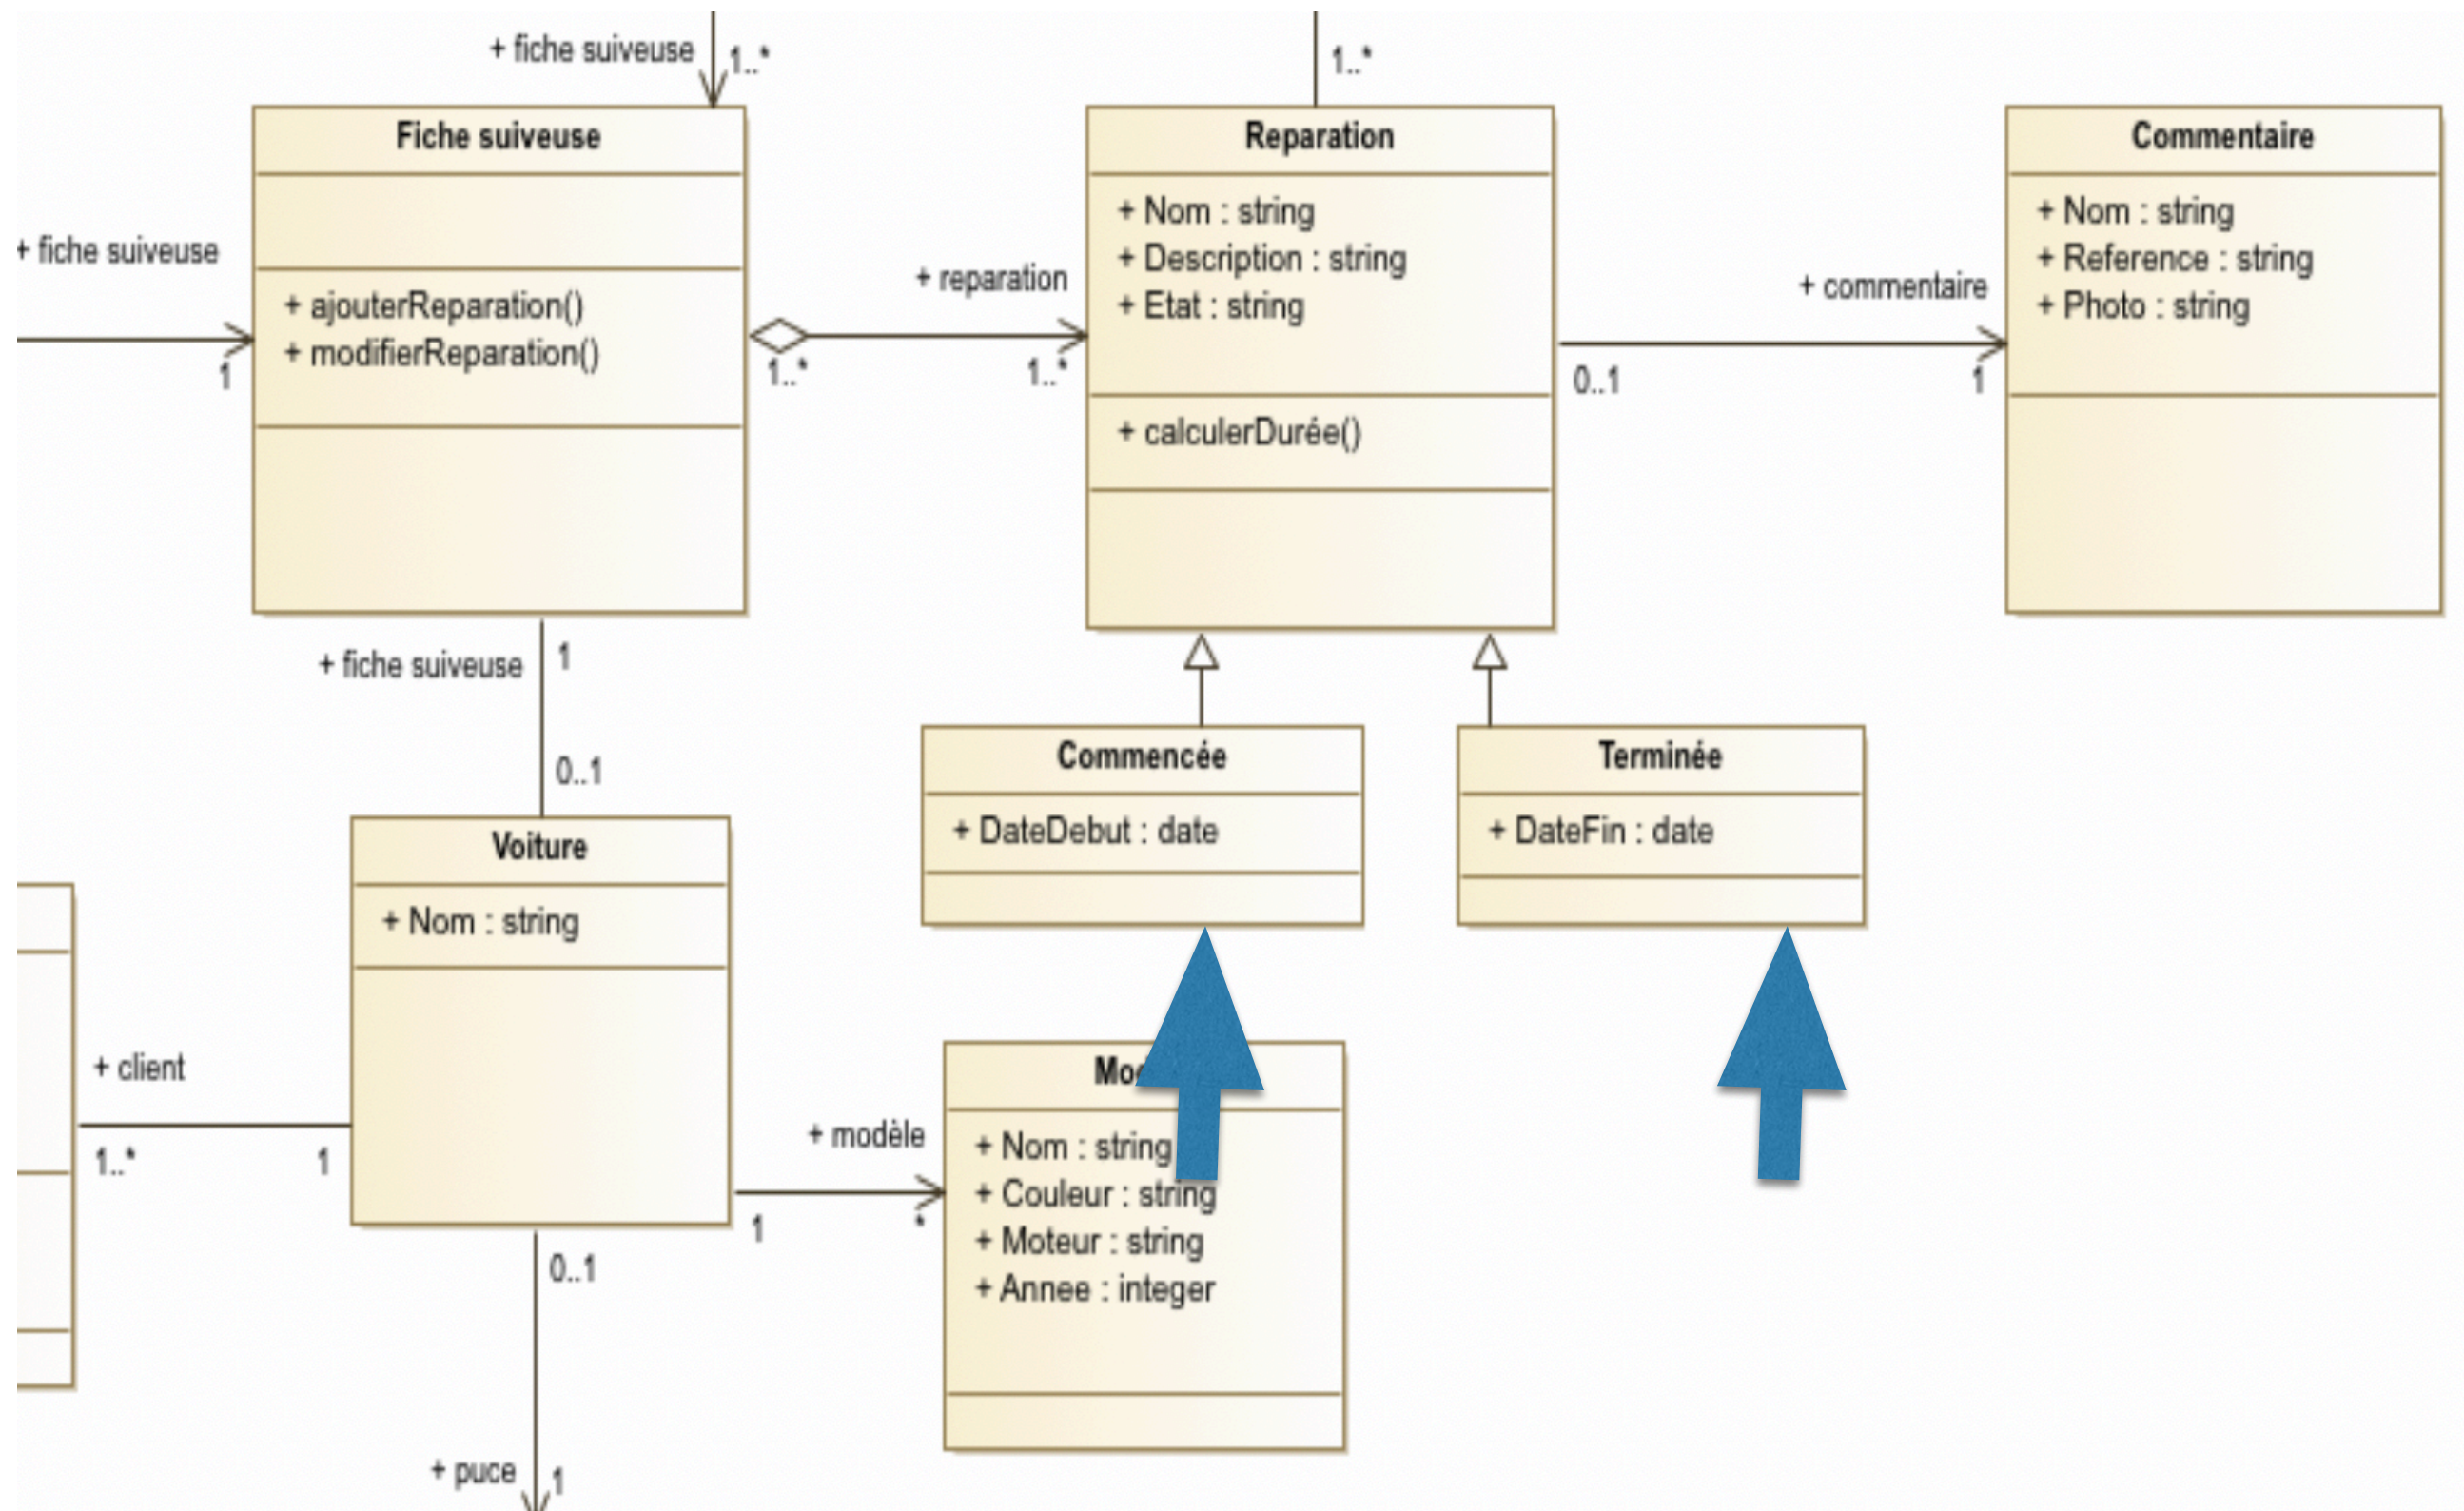 + fiche suiveuse
1..*
1..*
Fiche suiveuse
+ ajouterReparation()
+ modifierReparation()
+ fiche suiveuse
1
1..*
+ reparation
1..*
Reparation
+ Nom : string
+ Description : string
+ Etat : string
+ calculerDurée()
0..1
+ commentaire
1
Commentaire
+ Nom : string
+ Reference : string
+ Photo : string
+ fiche suiveuse
1
0..1
Commencée
+ DateDebut : date
Terminée
+ DateFin : date
Voiture
+ Nom : string
+ client
1..*
1
+ modèle
1
*
+ Nom : string
+ Couleur : string
+ Moteur : string
+ Annee : integer
0..1
+ puce
1